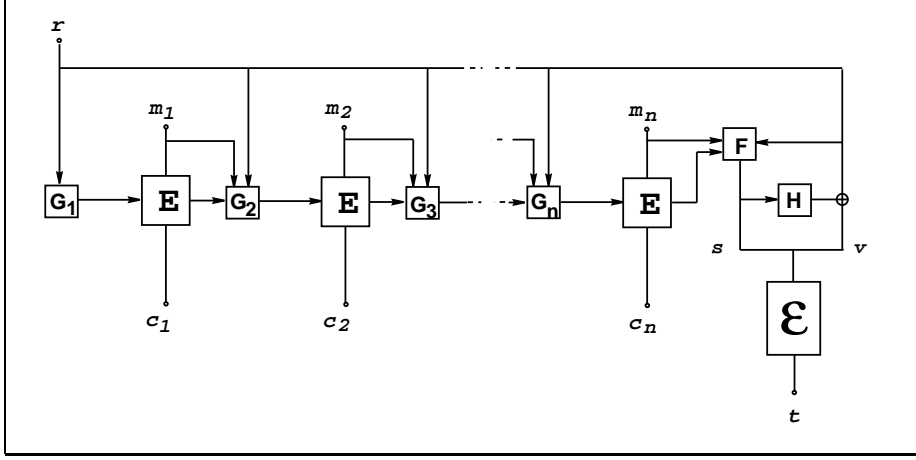 r
m1 m2 mn
F
G1 E G2 E G3 Gn E H
s v
c1 c2 cn
ε
t